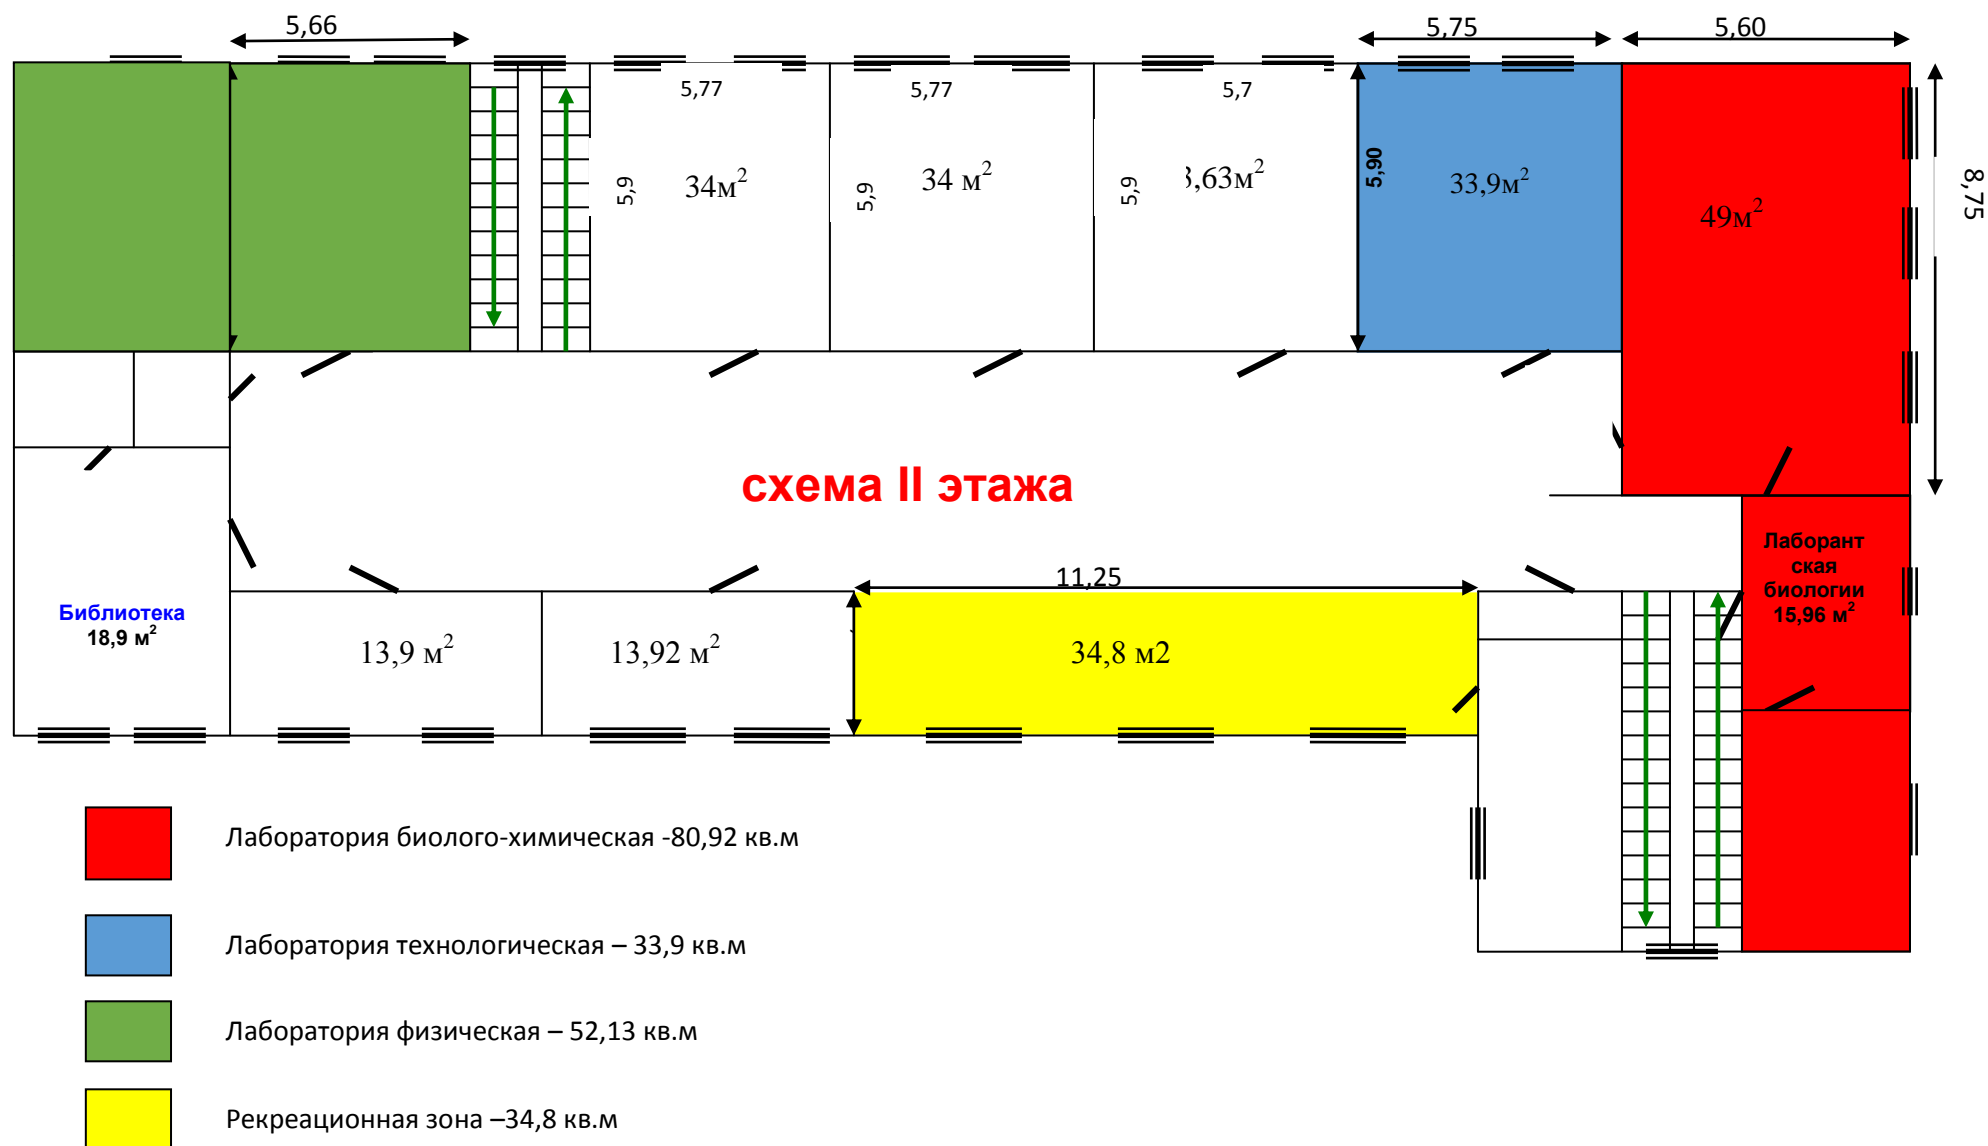 5,66
5,75
5,60
5,77
5,77
5,7
5,9
34м²
5,9
34 м²
5,9
,63м²
5,90
33,9м²
49м²
8,75
схема II этажа
Лаборант
ская
биологии
15,96 м²
11,25
Библиотека
18,9 м²
13,9 м²
13,92 м²
34,8 м2
Лаборатория биолого-химическая -80,92 кв.м
Лаборатория технологическая – 33,9 кв.м
Лаборатория физическая – 52,13 кв.м
Рекреационная зона –34,8 кв.м